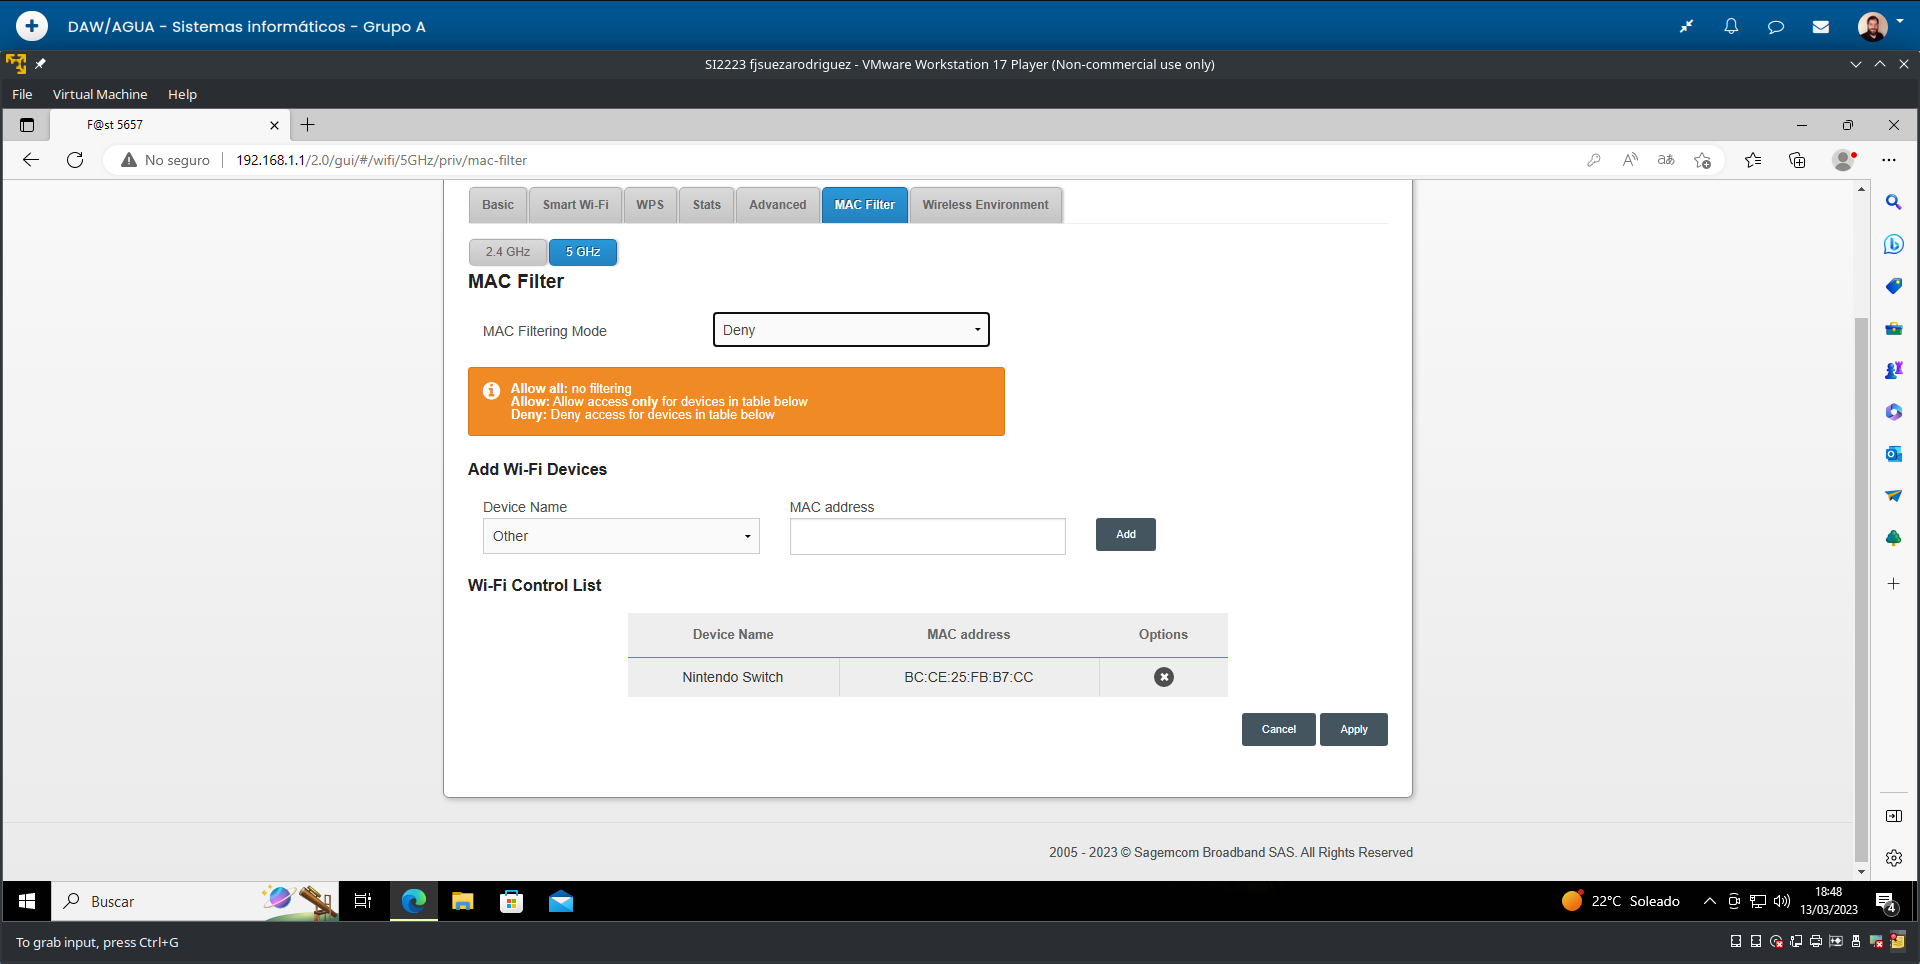 DAW/AGUA - Sistemas informáticos - Grupo A
SI2223 fjsuezarodriguez - VMware Workstation 17 Player (Non-commercial use only)
File Virtual Machine Help
F@st 5657
No seguro 192.168.1.1/2.0/gui/#/wifi/5GHz/priv/mac-filter
Basic Smart Wi-Fi WPS Stats Advanced MAC Filter Wireless Environment
2.4 GHz 5 GHz
MAC Filter
MAC Filtering Mode Deny
Allow all: no filtering
Allow: Allow access only for devices in table below
Deny: Deny access for devices in table below
Add Wi-Fi Devices
Device Name MAC address
Other Add
Wi-Fi Control List
Device Name MAC address Options
Nintendo Switch BC:CE:25:FB:B7:CC
Cancel Apply
2005 - 2023 © Sagemcom Broadband SAS. All Rights Reserved
Buscar 22°C Soleado 18:48
13/03/2023 4
To grab input, press Ctrl+G